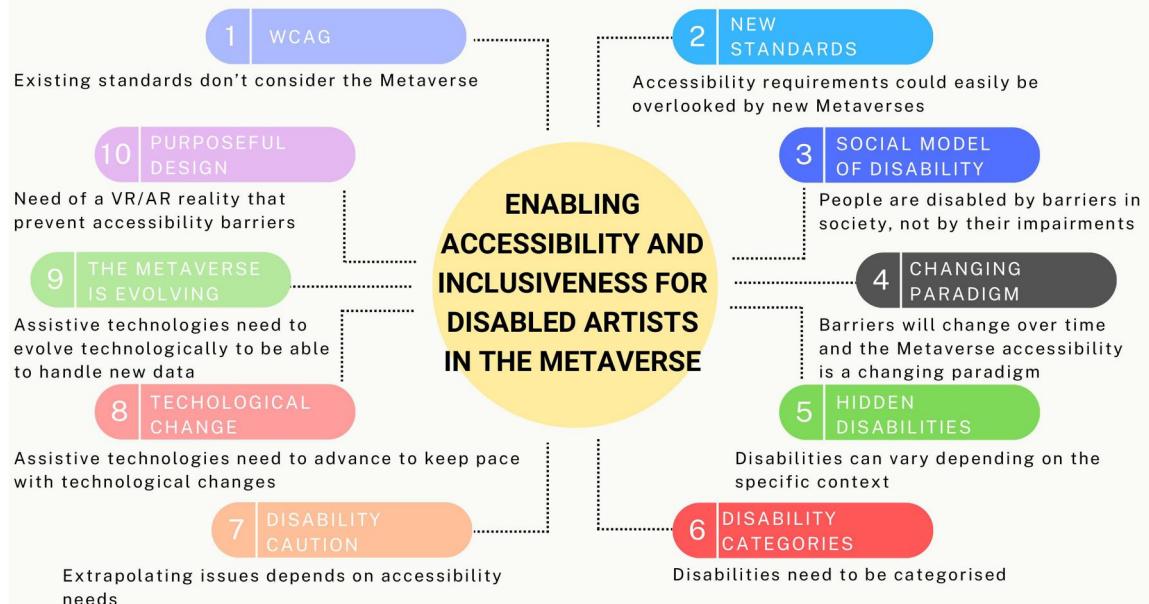 1 WCAG
Existing standards don't consider the Metaverse
2 NEW
STANDARDS
Accessibility requirements could easily be
overlooked by new Metaverses
3 SOCIAL MODEL
OF DISABILITY
People are disabled by barriers in
society, not by their impairments
4 CHANGING
PARADIGM
Barriers will change over time
and the Metaverse accessibility
is a changing paradigm
5 HIDDEN
DISABILITIES
Disabilities can vary depending on the
specific context
6 DISABILITY
CATEGORIES
Disabilities need to be categorised
7 DISABILITY
CAUTION
Extrapolating issues depends on accessibility
needs
8 TECHOLOGICAL
CHANGE
Assistive technologies need to advance to keep pace
with technological changes
9 THE METAVERSE
IS EVOLVING
Assistive technologies need to
evolve technologically to be able
to handle new data
10 PURPOSEFUL
DESIGN
Need of a VR/AR reality that
prevent accessibility barriers
ENABLING
ACCESSIBILITY AND
INCLUSIVENESS FOR
DISABLED ARTISTS
IN THE METAVERSE